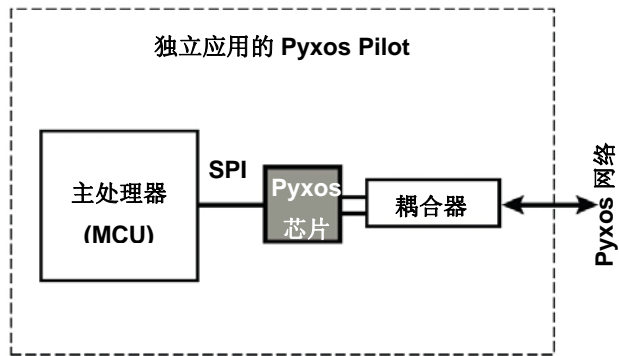 独立应用的 Pyxos Pilot
主处理器
(MCU)
SPI
Pyxos
芯片
耦合器
Pyxos 网络